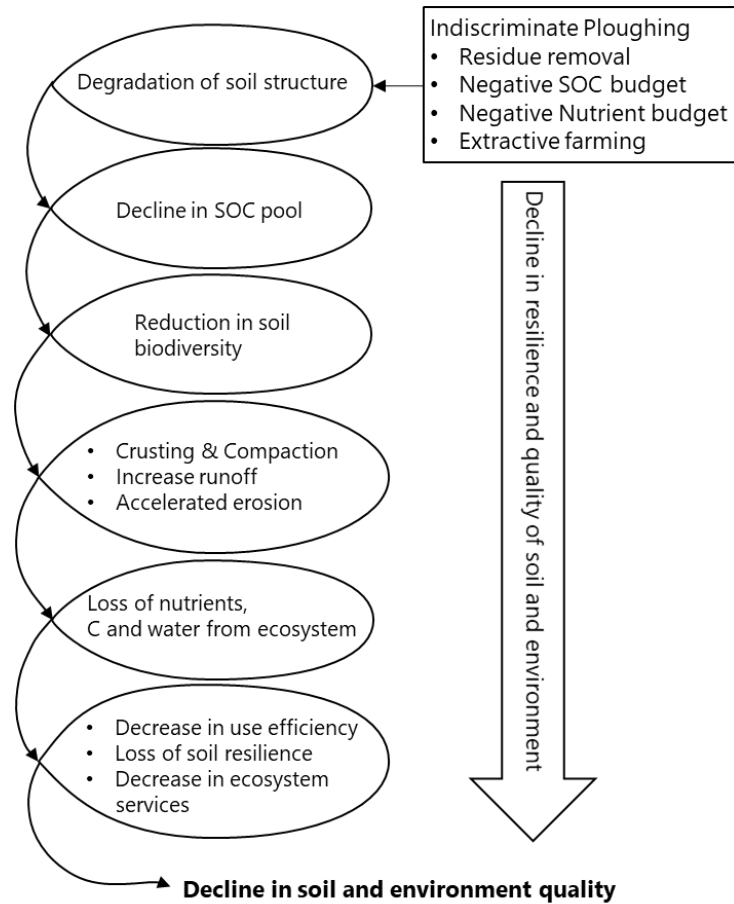 Indiscriminate Ploughing
• Residue removal
• Negative SOC budget
• Negative Nutrient budget
• Extractive farming
Degradation of soil structure
Decline in SOC pool
Reduction in soil
biodiversity
• Crusting & Compaction
• Increase runoff
• Accelerated erosion
Loss of nutrients,
C and water from ecosystem
• Decrease in use efficiency
• Loss of soil resilience
• Decrease in ecosystem
services
Decline in resilience and quality of soil and environment
Decline in soil and environment quality